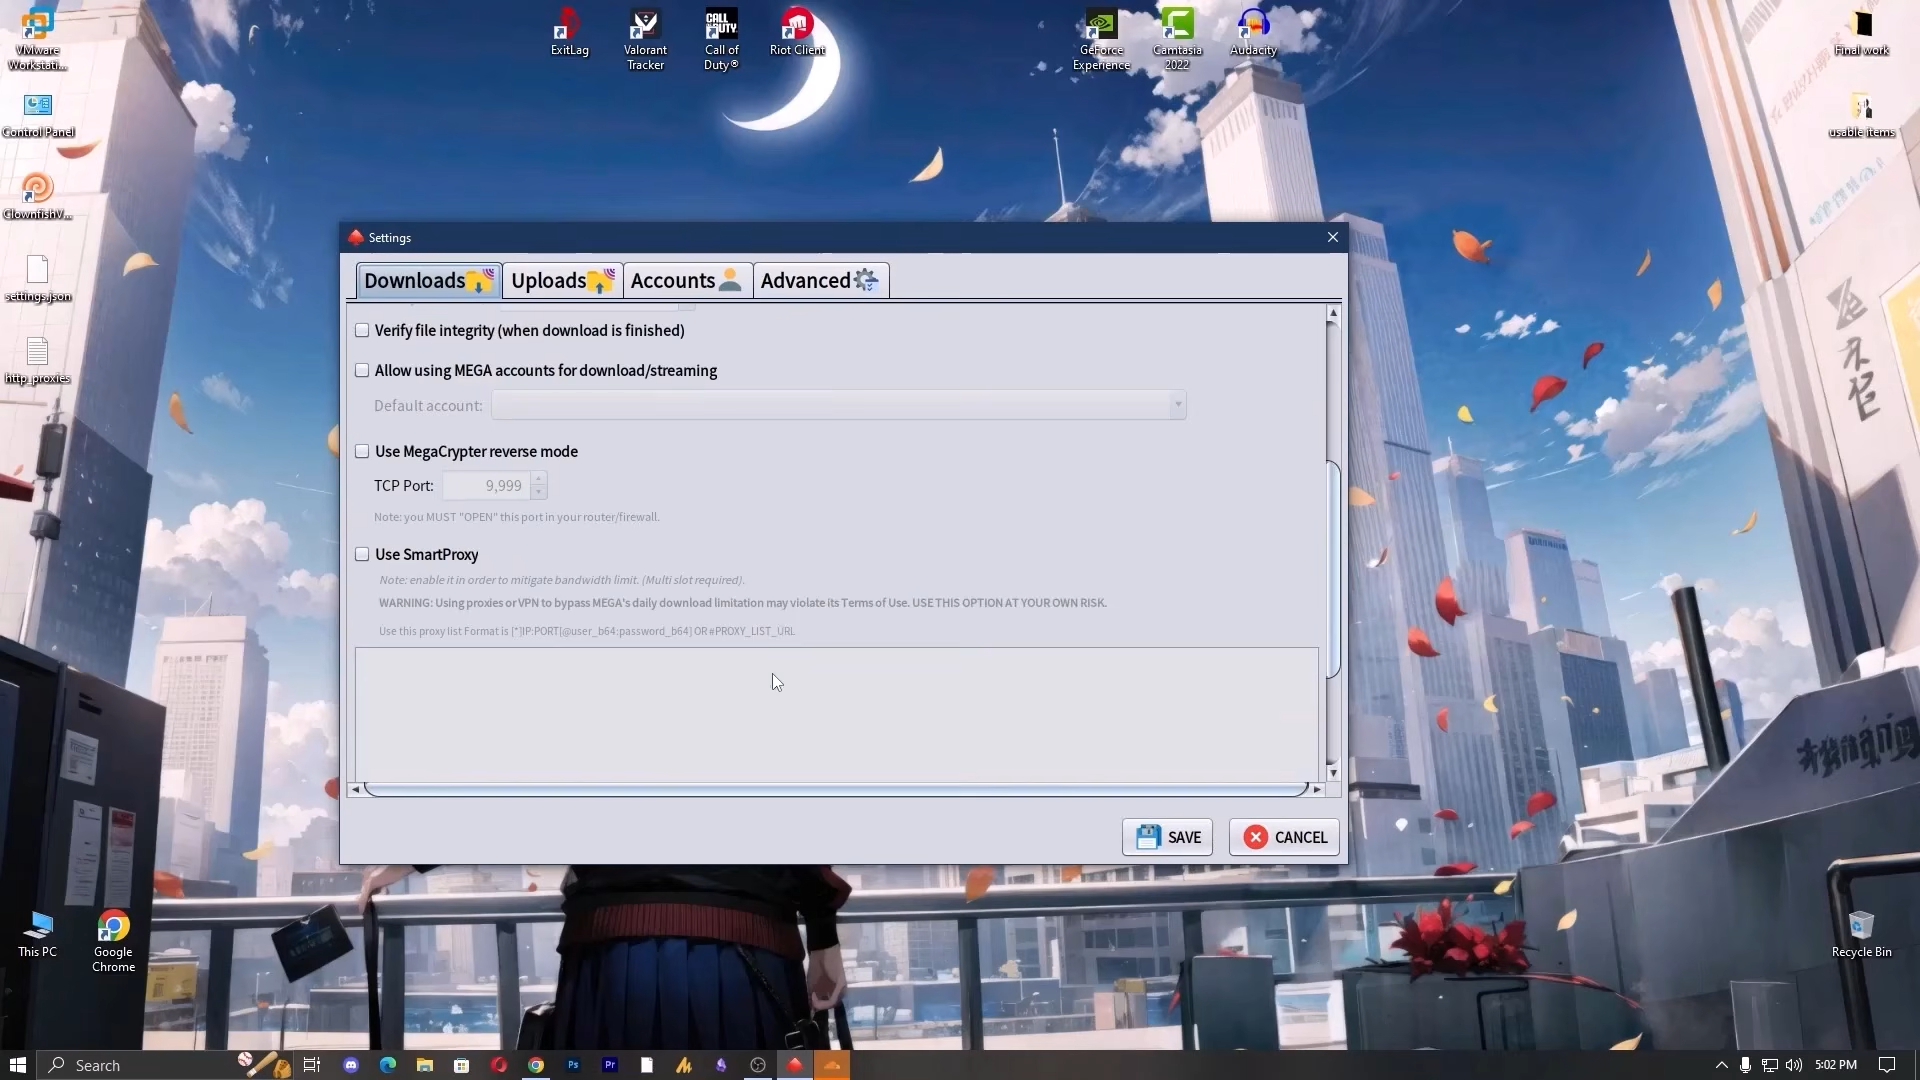 VMware
Workstati...
ExitLag
Valorant
Tracker
CALL OF DUTY
Call of
Duty®
Riot Client
GeForce
Experience
Camtasia
2022
Audacity
Final work
Control Panel
usable items
ClownfishV...
settings.json
http_proxies
Settings
Downloads
Uploads
Accounts
Advanced
Verify file integrity (when download is finished)
Allow using MEGA accounts for download/streaming
Default account:
Use MegaCrypter reverse mode
TCP Port:
9,999
Note: you MUST "OPEN" this port in your router/firewall.
Use SmartProxy
Note: enable it in order to mitigate bandwidth limit. (Multi slot required).
WARNING: Using proxies or VPN to bypass MEGA's daily download limitation may violate its Terms of Use. USE THIS OPTION AT YOUR OWN RISK.
Use this proxy list Format is [*]IP:PORT[@user_b64:password_b64] OR #PROXY_LIST_URL
SAVE
CANCEL
This PC
Google
Chrome
Recycle Bin
Search
Ps
Pr
5:02 PM